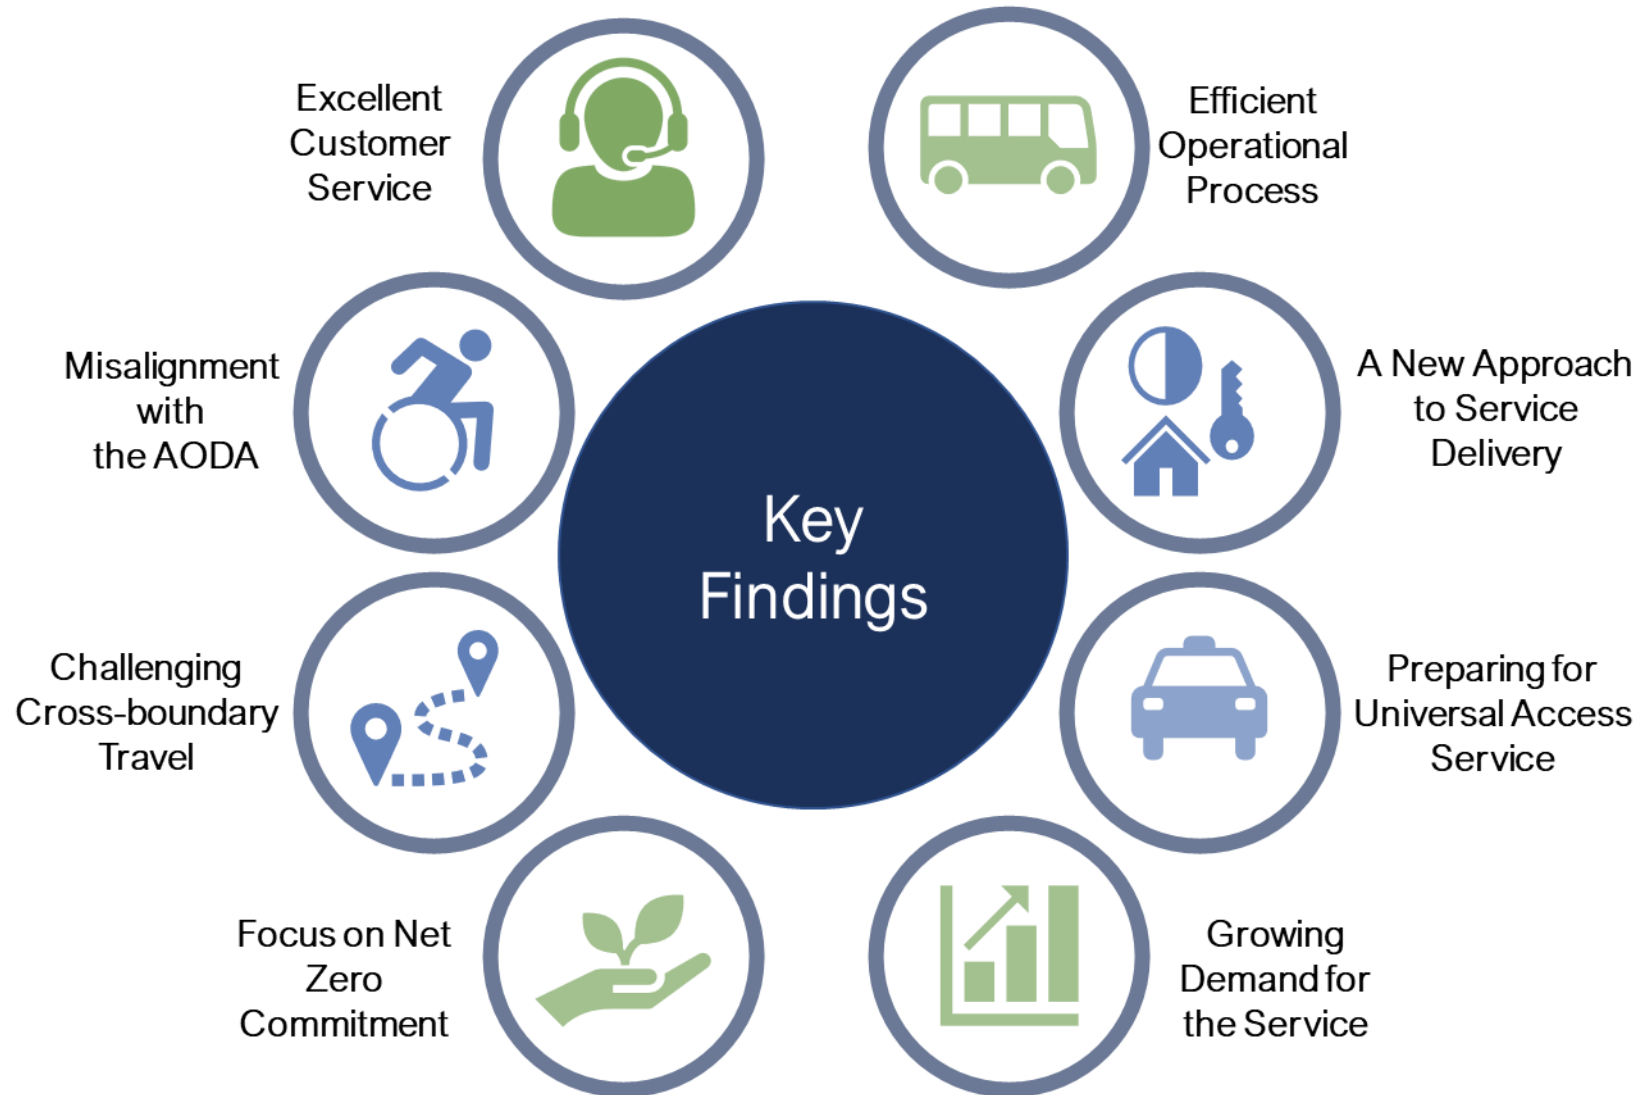 Excellent
Customer
Service
Efficient
Operational
Process
Misalignment
with
the AODA
A New Approach
to Service
Delivery
Key
Findings
Challenging
Cross-boundary
Travel
Preparing for
Universal Access
Service
Focus on Net
Zero
Commitment
Growing
Demand for
the Service